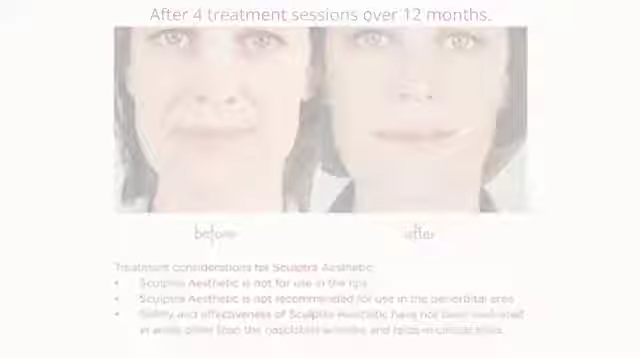 After 4 treatment sessions over 12 months.
before
after
Treatment considerations for Sculptra Aesthetic:
• Sculptra Aesthetic is not for use in the lips
• Sculptra Aesthetic is not recommended for use in the periorbital area
• Safety and effectiveness of Sculptra Aesthetic have not been evaluated
in areas other than the nasolabial wrinkles and folds in clinical trials.